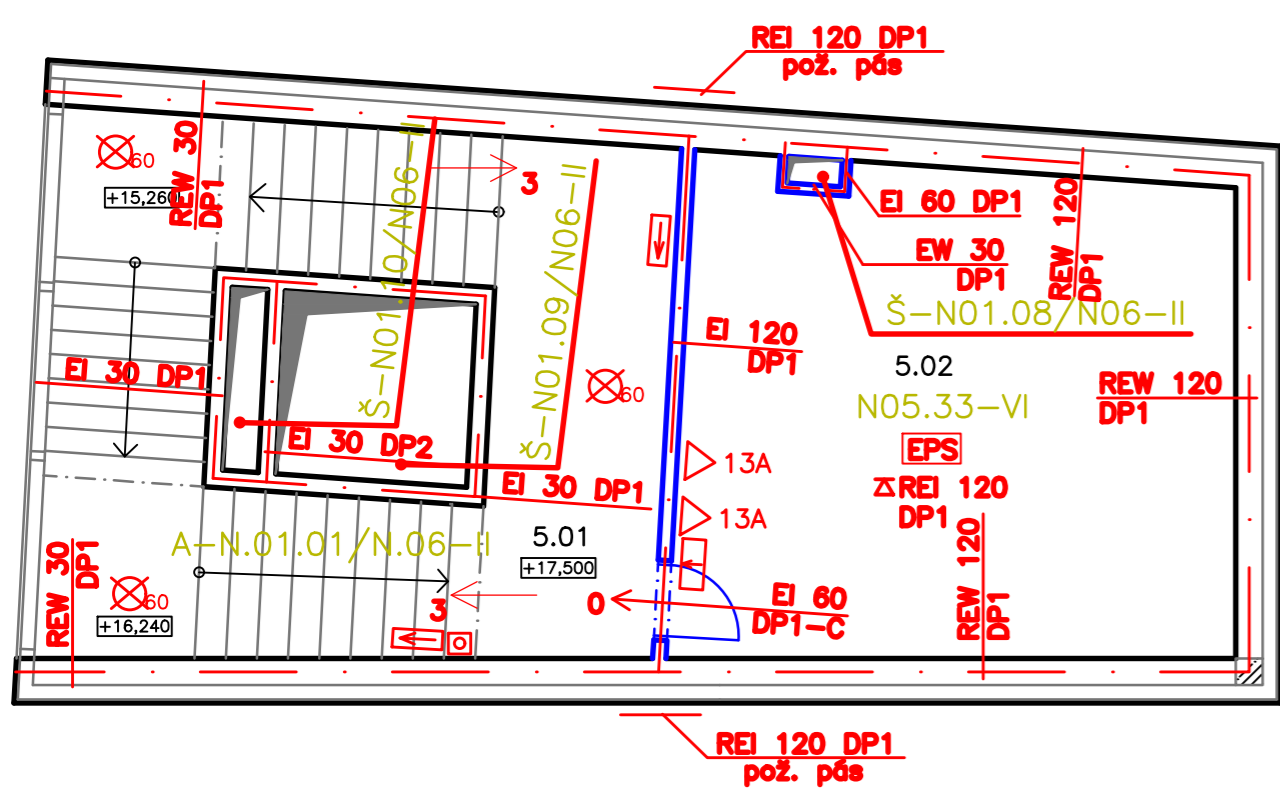 REI 120 DP1
pož. pás
60
+15,260
REW 30
DP1
Š-N01.10/N06-II
3
Š-N01.09/N06-II
EI 60 DP1
EW 30
DP1
REW 120
DP1
Š-N01.08/N06-II
EI 120
DP1
5.02
N05.33-VI
REW 120
DP1
EI 30 DP1
60
EI 30 DP2
EPS
13A
REI 120
DP1
EI 30 DP1
13A
A-N.01.01/N.06-II
5.01
+17,500
REW 30
DP1
60
+16,240
3
0
EI 60
DP1-C
REW 120
DP1
REI 120 DP1
pož. pás